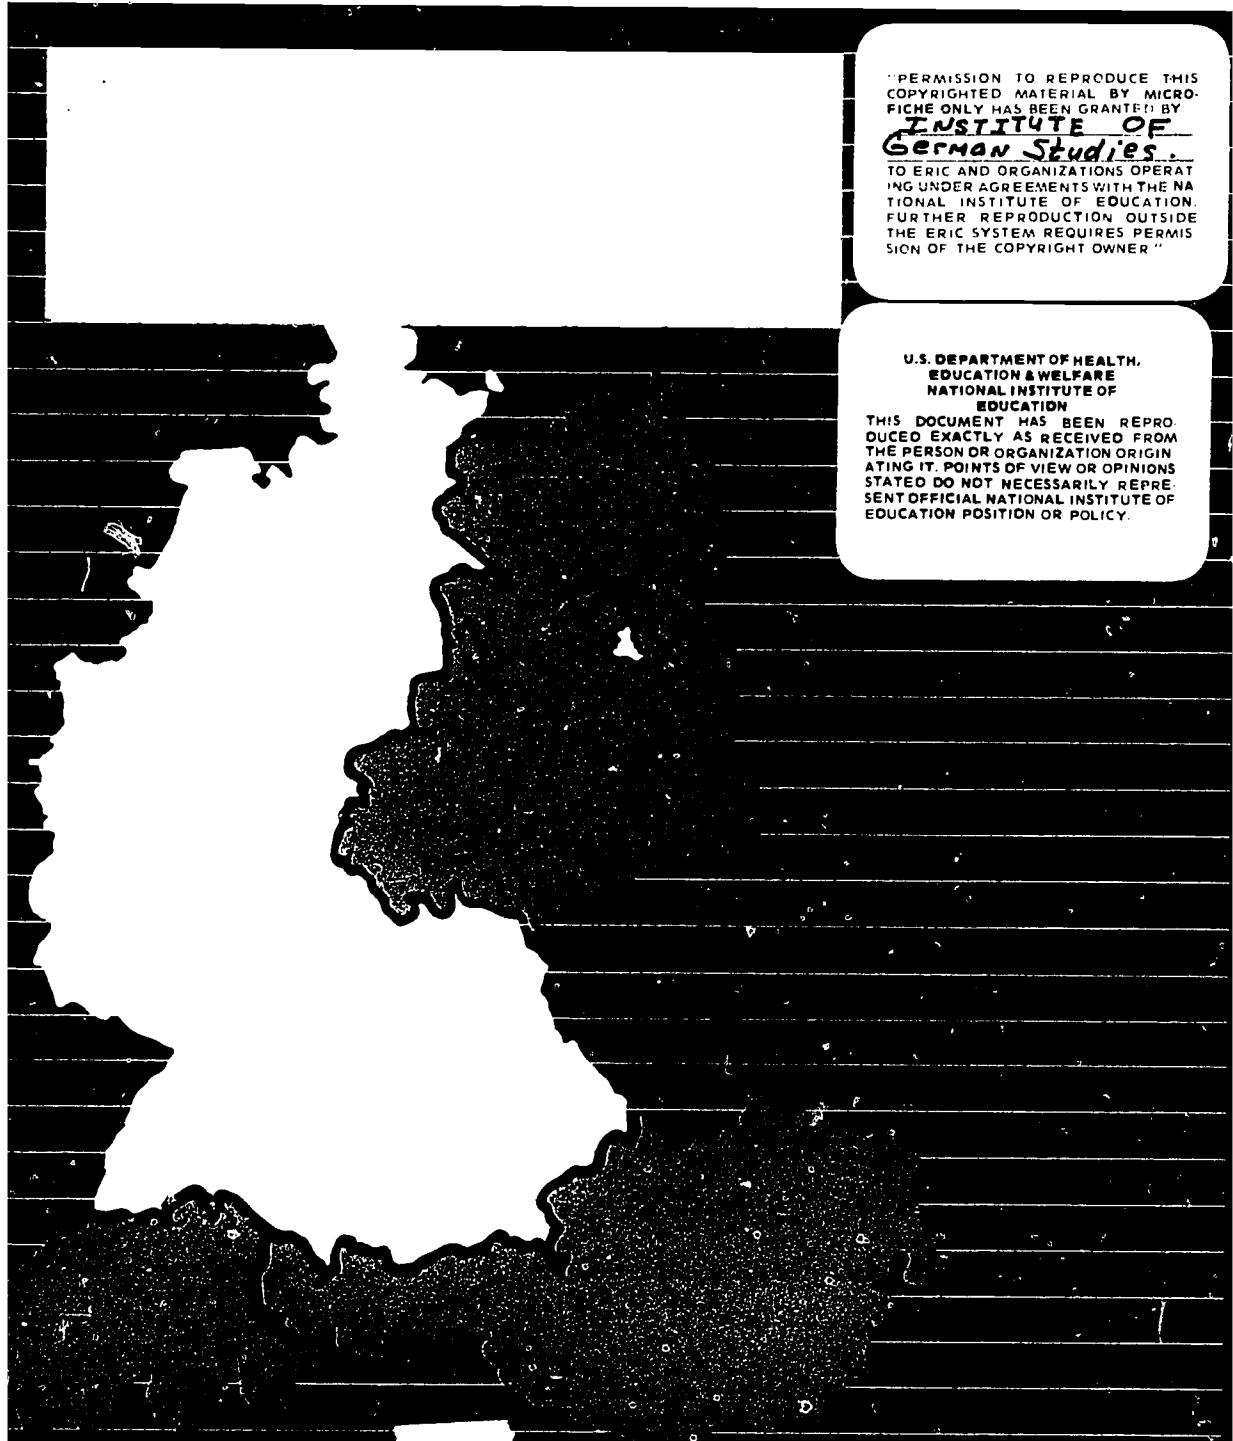 "PERMISSION TO REPRODUCE THIS
COPYRIGHTED MATERIAL BY MICRO-
FICHE ONLY HAS BEEN GRANTED BY
INSTITUTE OF
German Studies.
TO ERIC AND ORGANIZATIONS OPERAT
ING UNDER AGREEMENTS WITH THE NA
TIONAL INSTITUTE OF EDUCATION.
FURTHER REPRODUCTION OUTSIDE
THE ERIC SYSTEM REQUIRES PERMIS
SION OF THE COPYRIGHT OWNER"
U.S. DEPARTMENT OF HEALTH,
EDUCATION & WELFARE
NATIONAL INSTITUTE OF
EDUCATION
THIS DOCUMENT HAS BEEN REPRO-
DUCED EXACTLY AS RECEIVED FROM
THE PERSON OR ORGANIZATION ORIGIN
ATING IT. POINTS OF VIEW OR OPINIONS
STATED DO NOT NECESSARILY REPRE-
SENT OFFICIAL NATIONAL INSTITUTE OF
EDUCATION POSITION OR POLICY.